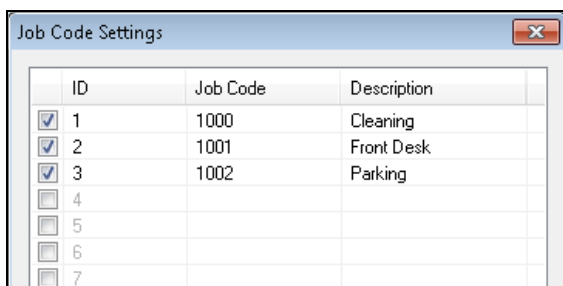 Job Code Settings
ID Job Code Description
1 1000 Cleaning
2 1001 Front Desk
3 1002 Parking
4
5
6
7